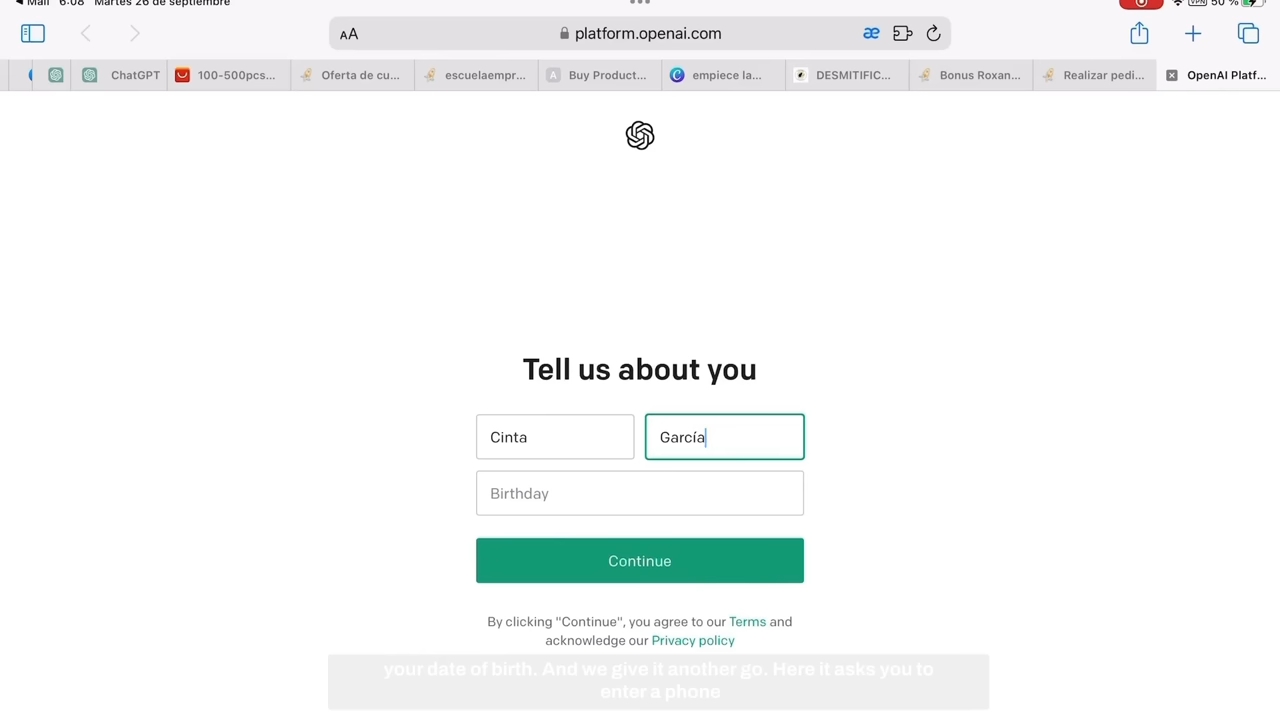 Mail 6:08 Martes 26 de septiembre VPN 50 %
AA platform.openai.com æ
ChatGPT 100-500pcs... Oferta de cu... escuelaempr... A Buy Product... C empiece la... DESMITIFIC... Bonus Roxan... Realizar pedi... OpenAI Platf...
Tell us about you
Cinta García
Birthday
Continue
By clicking "Continue", you agree to our Terms and
acknowledge our Privacy policy
your date of birth. And we give it another go. Here it asks you to
enter a phone